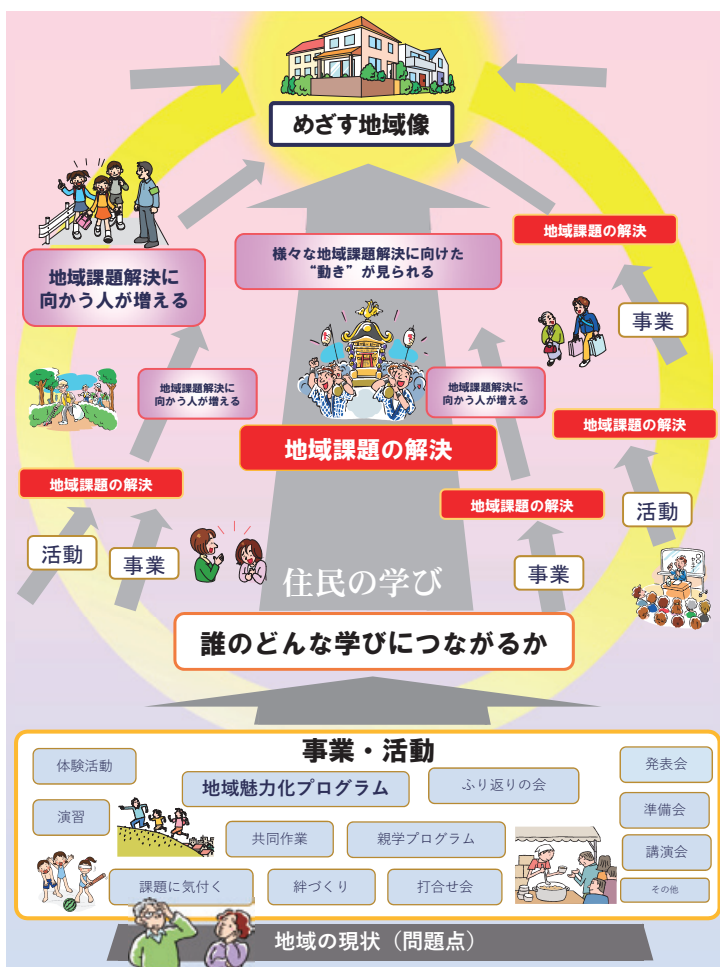 めざす地域像
地域課題の解決
地域課題解決に
向かう人が増える
様々な地域課題解決に向けた
“動き”が見られる
事業
地域課題解決に
向かう人が増える
地域課題解決に
向かう人が増える
地域課題の解決
地域課題の解決
地域課題の解決
地域課題の解決
活動
活動
事業
事業
住民の学び
誰のどんな学びにつながるか
事業・活動
体験活動
地域魅力化プログラム
ふり返りの会
発表会
演習
準備会
共同作業
親学プログラム
講演会
課題に気付く
絆づくり
打合せ会
その他
地域の現状(問題点)